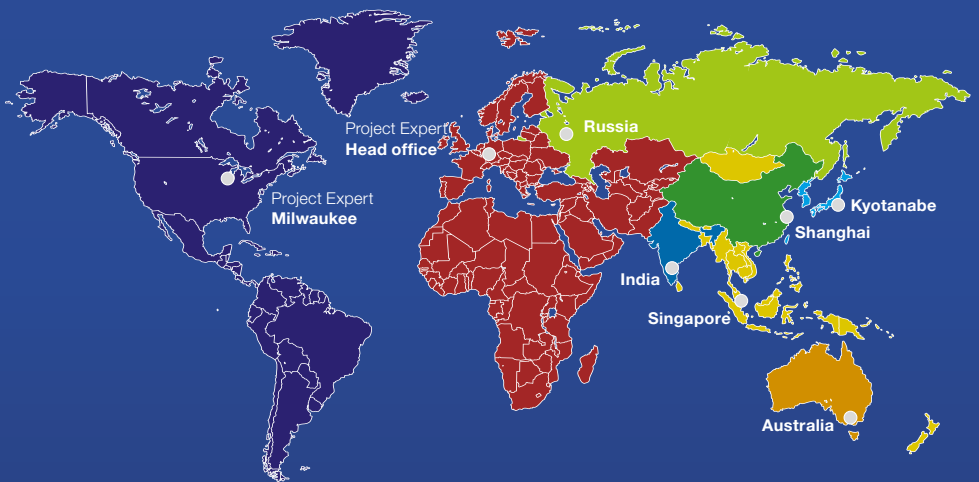 Project Expert
Head office
Russia
Project Expert
Milwaukee
Kyotanabe
Shanghai
India
Singapore
Australia